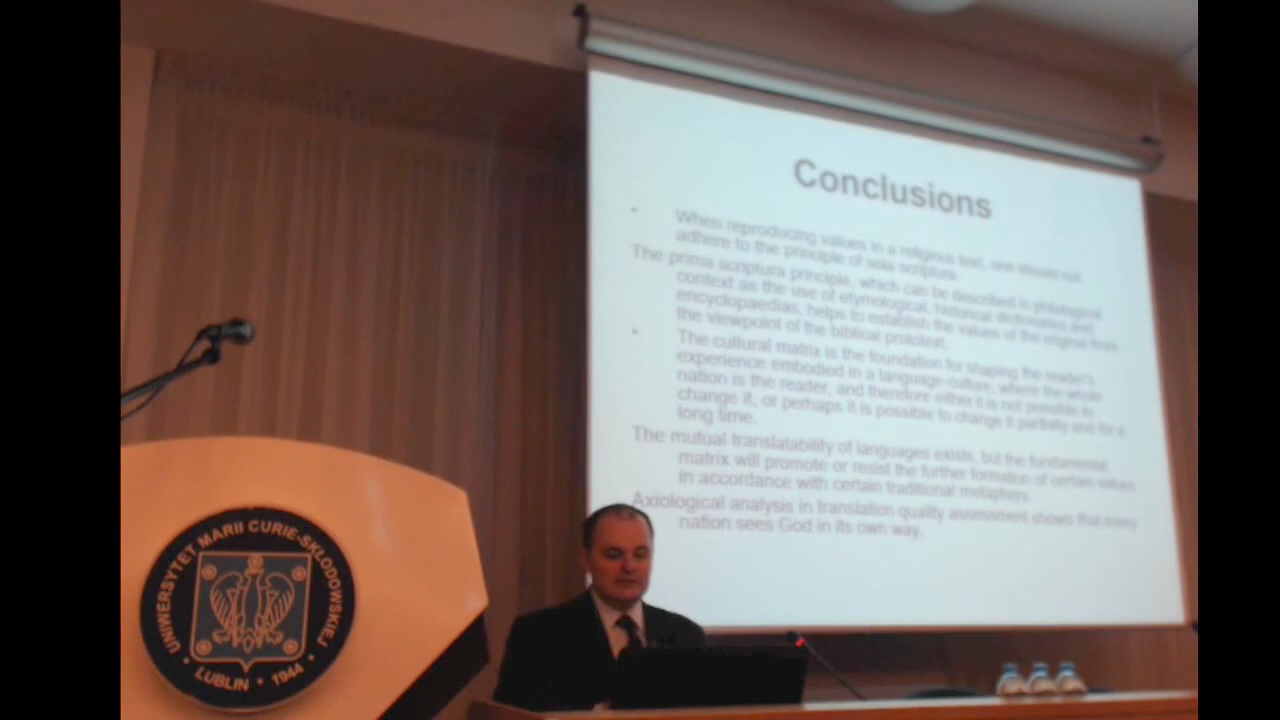 Conclusions
When reproducing values in a religious text, one should not
adhere to the principle of sola scriptura.
The prima scriptura principle, which can be described in philological
context as the use of etymological, historical dictionaries and
encyclopaedias, helps to establish the values of the original from
the viewpoint of the biblical prototext.
The cultural matrix is the foundation for shaping the reader's
experience embodied in a language-culture, where the whole
nation is the reader, and therefore either it is not possible to
change it, or perhaps it is possible to change it partially and for a
long time.
The mutual translatability of languages exists, but the fundamental
matrix will promote or resist the further formation of certain values
in accordance with certain traditional metaphors.
Axiological analysis in translation quality assessment shows that every
nation sees God in its own way.
UNIWERSYTET MARII CURIE-SKŁODOWSKIEJ
LUBLIN • 1944